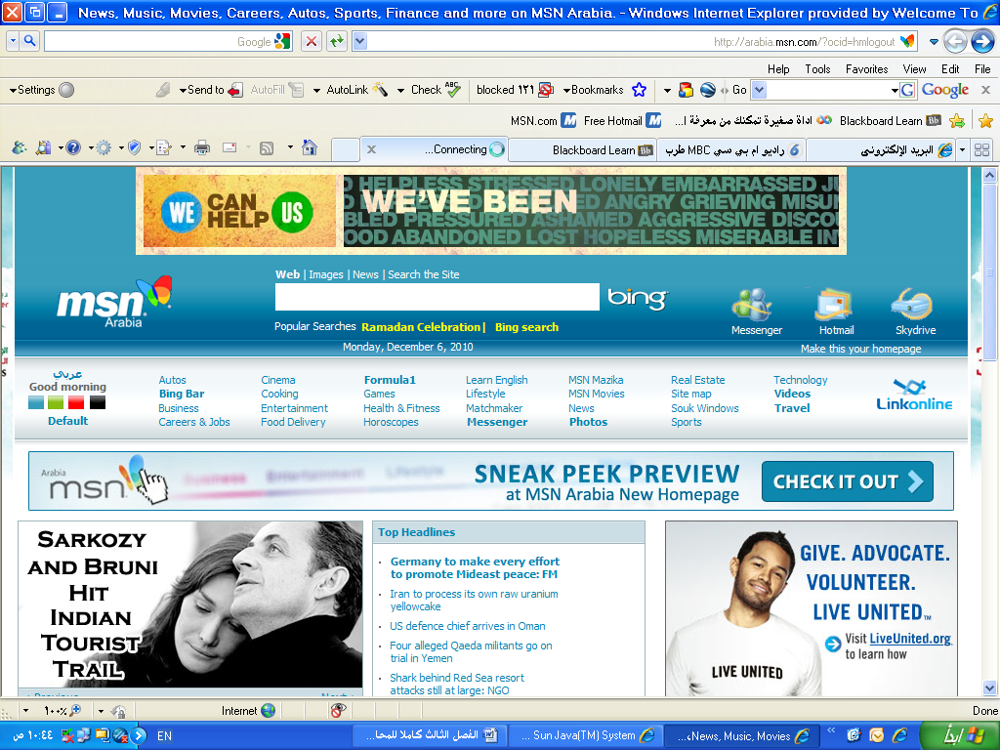 News, Music, Movies, Careers, Autos, Sports, Finance and more on MSN Arabia. - Windows Internet Explorer provided by Welcome To
Google
http://arabia.msn.com/?ocid=hmlogout
Help Tools Favorites View Edit File
Settings Send to AutoFill AutoLink Check ABC blocked ١٢١ Bookmarks Go G Google
MSN.com Free Hotmail اداة صغيرة تمكنك من معرفة ا... Blackboard Learn Bb
...Connecting Blackboard Learn Bb راديو ام بي سي MBC طرب البريد الإلكتروني
WE CAN HELP US
HELPLESS STRESSED LONELY EMBARRASSED
WE'VE BEEN
ANGRY GRIEVING
PRESSURED ASHAMED AGGRESSIVE
ABANDONED LOST HOPELESS MISERABLE
msn Arabia
Web | Images | News | Search the Site
bing
Popular Searches Ramadan Celebration | Bing search
Monday, December 6, 2010
Messenger Hotmail Skydrive
Make this your homepage
عربي
Good morning
Default
Autos
Bing Bar
Business
Careers & Jobs
Cinema
Cooking
Entertainment
Food Delivery
Formula1
Games
Health & Fitness
Horoscopes
Learn English
Lifestyle
Matchmaker
Messenger
MSN Mazika
MSN Movies
News
Photos
Real Estate
Site map
Souk Windows
Sports
Technology
Videos
Travel
Linkonline
Arabia
msn
Business Entertainment Lifestyle
SNEAK PEEK PREVIEW
at MSN Arabia New Homepage
CHECK IT OUT
SARKOZY
AND BRUNI
HIT
INDIAN
TOURIST
TRAIL
Top Headlines
Germany to make every effort
to promote Mideast peace: FM
Iran to process its own raw uranium
yellowcake
US defence chief arrives in Oman
Four alleged Qaeda militants go on
trial in Yemen
Shark behind Red Sea resort
attacks still at large: NGO
GIVE. ADVOCATE.
VOLUNTEER.
LIVE UNITED™
Visit LiveUnited.org
to learn how
LIVE UNITED
١٠٠% Internet Done
١٠:٤٤ ص EN الفصل الثالث كاملا للمحا... ... Sun Java(TM) System ...News, Music, Movies ابدأ